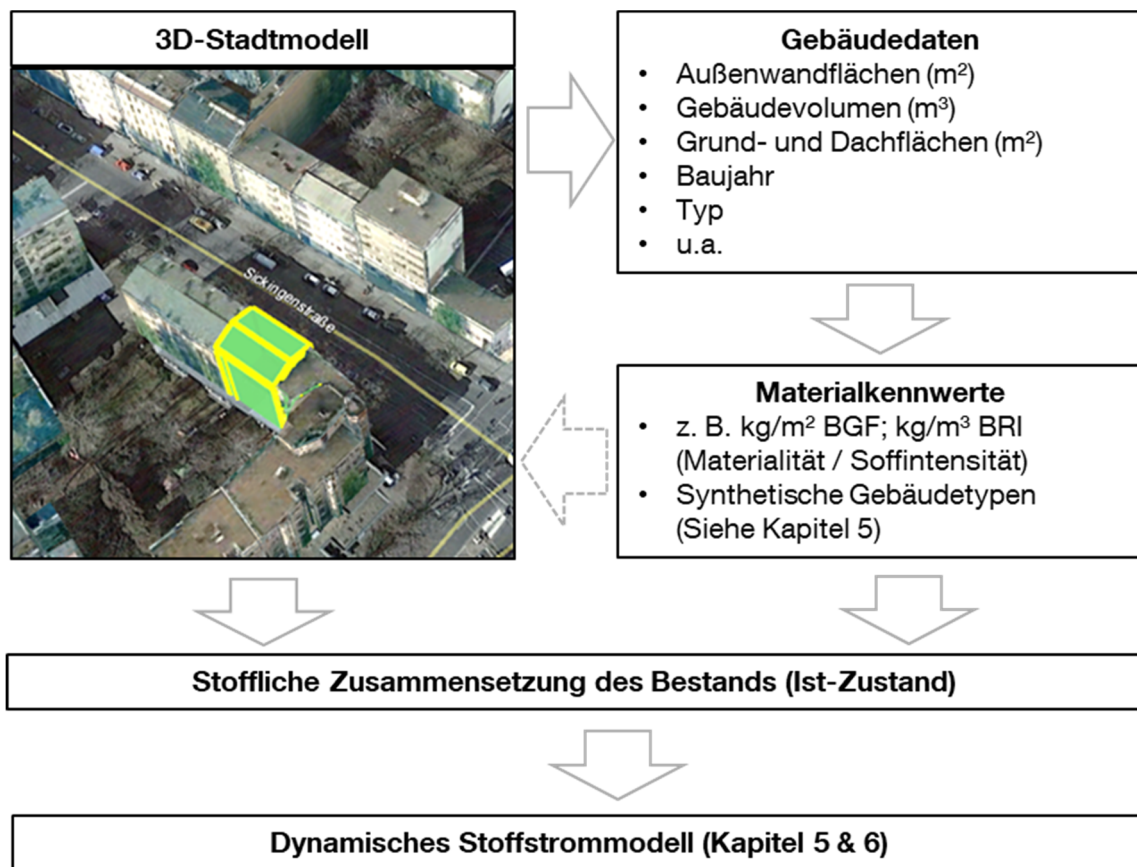 3D-Stadtmodell
Sickingenstraße
Gebäudedaten
• Außenwandflächen (m²)
• Gebäudevolumen (m³)
• Grund- und Dachflächen (m²)
• Baujahr
• Typ
• u.a.
Materialkennwerte
• z. B. kg/m² BGF; kg/m³ BRI
(Materialität / Soffintensität)
• Synthetische Gebäudetypen
(Siehe Kapitel 5)
Stoffliche Zusammensetzung des Bestands (Ist-Zustand)
Dynamisches Stoffstrommodell (Kapitel 5 & 6)